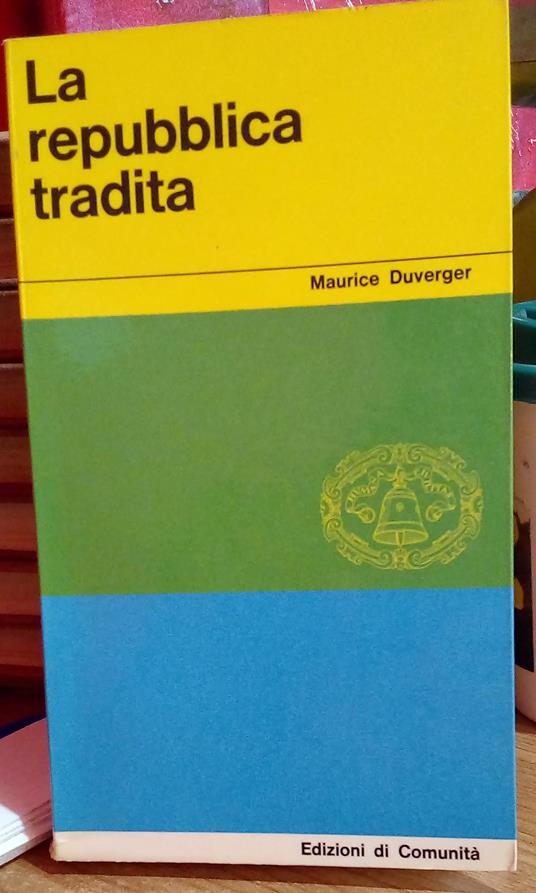 La
repubblica
tradita
Maurice Duverger
Edizioni di Comunità